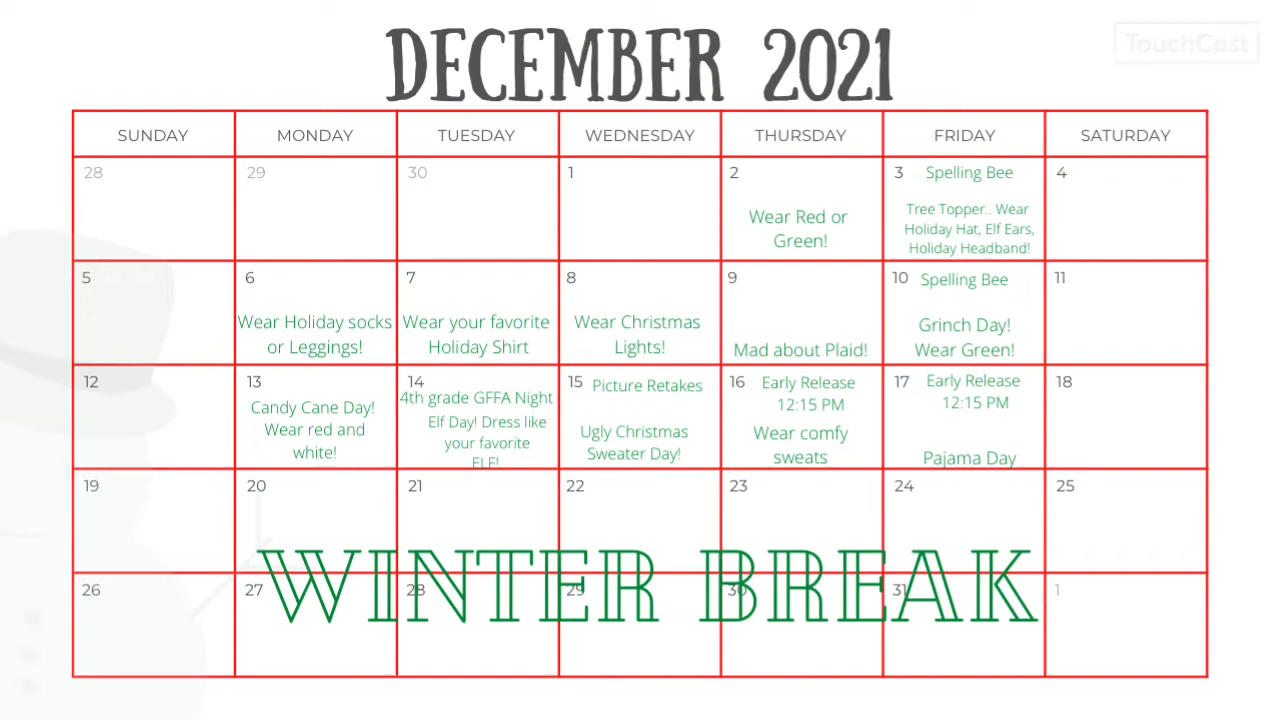 DECEMBER 2021
TouchCast
SUNDAY MONDAY TUESDAY WEDNESDAY THURSDAY FRIDAY SATURDAY
28 29 30 1 2 3 Spelling Bee 4
Wear Red or
Green!
Tree Topper.. Wear
Holiday Hat, Elf Ears,
Holiday Headband!
5 6 7 8 9 10 Spelling Bee 11
Wear Holiday socks
or Leggings!
Wear your favorite
Holiday Shirt
Wear Christmas
Lights!
Mad about Plaid!
Grinch Day!
Wear Green!
12 13 14 15 Picture Retakes 16 Early Release 17 Early Release 18
Candy Cane Day!
Wear red and
white!
4th grade GFFA Night
Elf Day! Dress like
your favorite
ELF!
Ugly Christmas
Sweater Day!
12:15 PM
Wear comfy
sweats
12:15 PM
Pajama Day
19 20 21 22 23 24 25
WINTER BREAK
26 27 28 29 30 31 1